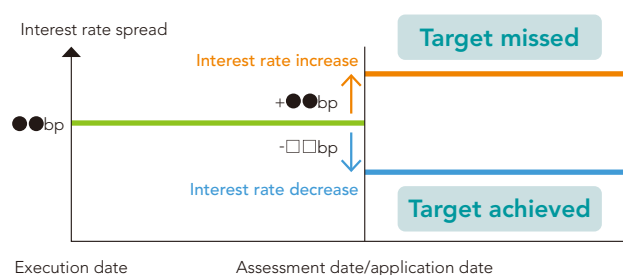 Interest rate spread
Target missed
Interest rate increase
+●●bp
●●bp
-□□bp
Interest rate decrease
Target achieved
Execution date
Assessment date/application date